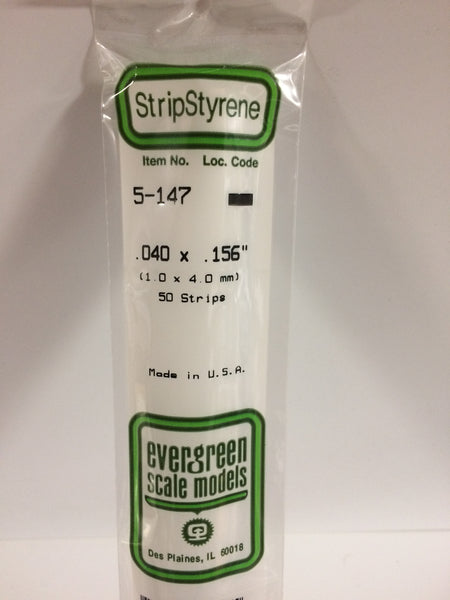 StripStyrene
Item No. Loc. Code
5-147
.040 x .156"
(1.0 x 4.0 mm)
50 Strips
Made in U.S.A.
evergreen
scale models
Des Plaines, IL 60018